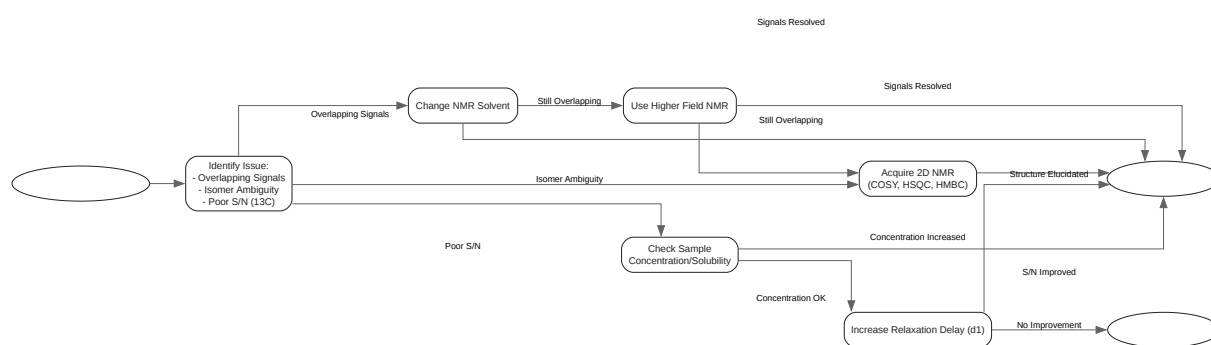 Signals Resolved
Signals Resolved
Change NMR Solvent
Still Overlapping
Use Higher Field NMR
Overlapping Signals
Still Overlapping
Identify Issue:
- Overlapping Signals
- Isomer Ambiguity
- Poor S/N (13C)
Isomer Ambiguity
Acquire 2D NMR
(COSY, HSQC, HMBC)
Structure Elucidated
Poor S/N
Check Sample
Concentration/Solubility
Concentration Increased
S/N Improved
Concentration OK
Increase Relaxation Delay (d1)
No Improvement